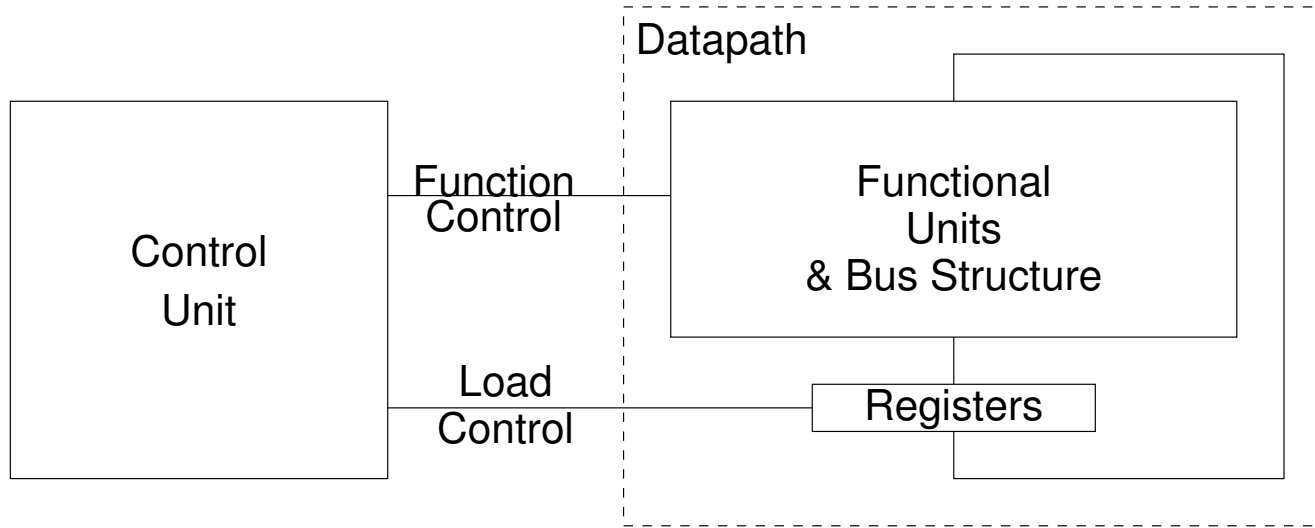 Datapath
Function
Control
Functional
Units
& Bus Structure
Control
Unit
Load
Control
Registers